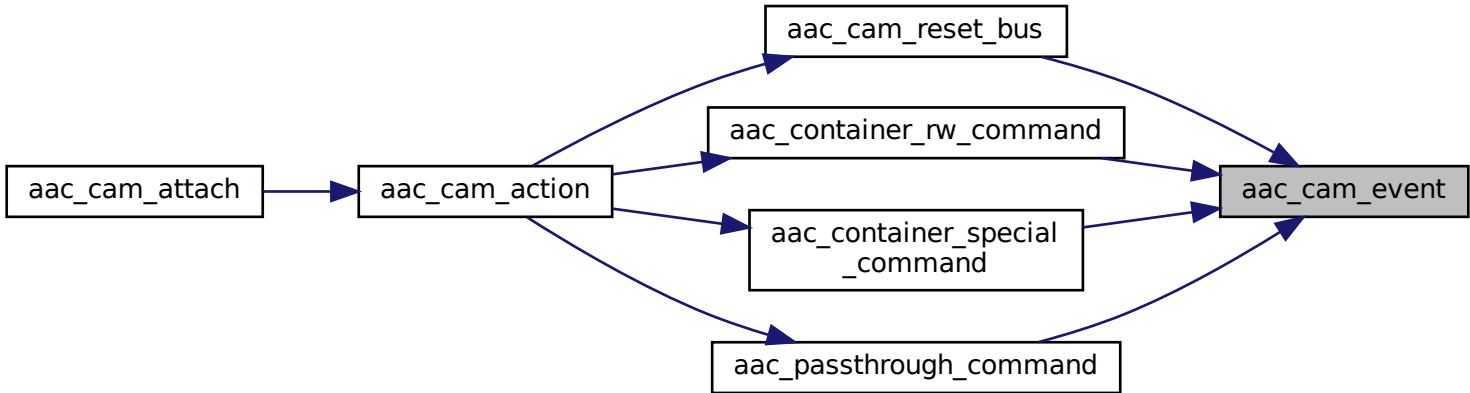 aac_cam_reset_bus
aac_container_rw_command
aac_cam_attach
aac_cam_action
aac_cam_event
aac_container_special
_command
aac_passthrough_command